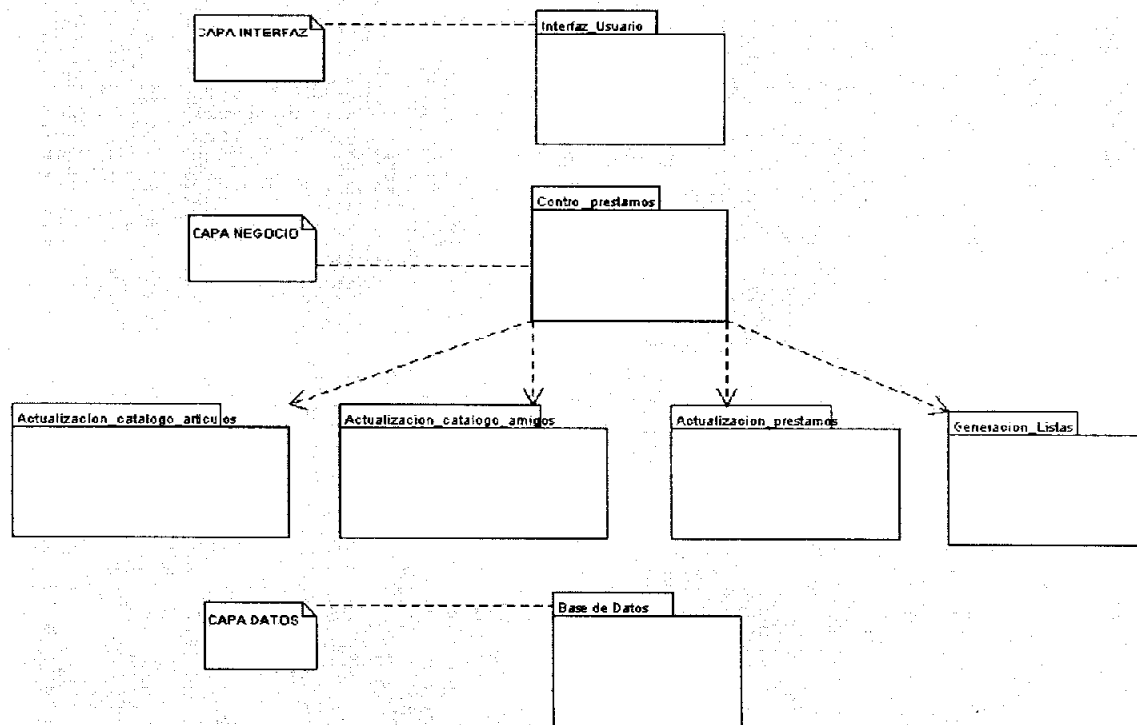 CAPA INTERFAZ
Interfaz_Usuario
Contro_prestamos
CAPA NEGOCIO
Actualizacion_catalogo_articulos
Actualizacion_catalogo_amigos
Actualizacion_prestamos
Generacion_Listas
CAPA DATOS
Base de Datos